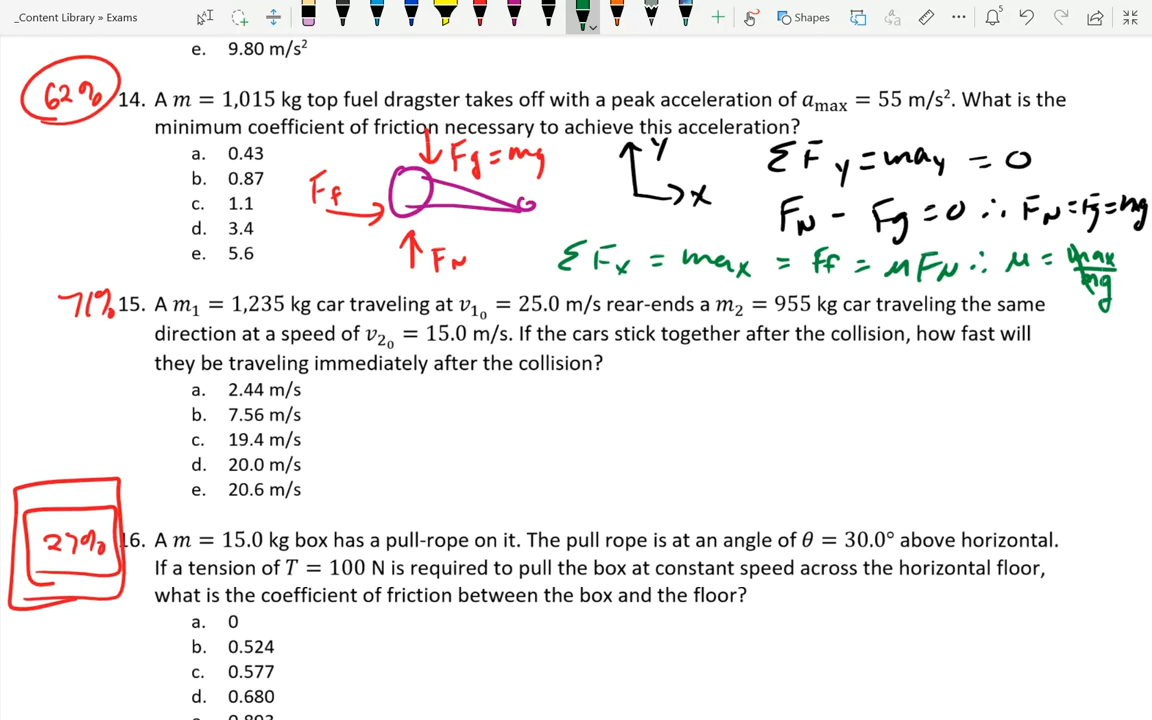 _Content Library » Exams
Shapes
5
e. 9.80 m/s²
62% 14. A m = 1,015 kg top fuel dragster takes off with a peak acceleration of a_max = 55 m/s². What is the
minimum coefficient of friction necessary to achieve this acceleration?
a. 0.43
b. 0.87
c. 1.1
d. 3.4
e. 5.6
Ff
Fg = mg
FN
Y
X
ΣFy = may = 0
FN - Fg = 0 ∴ FN = Fg = mg
ΣFx = max = Ff = μFN ∴ μ = max/mg
71% 15. A m₁ = 1,235 kg car traveling at v₁₀ = 25.0 m/s rear-ends a m₂ = 955 kg car traveling the same
direction at a speed of v₂₀ = 15.0 m/s. If the cars stick together after the collision, how fast will
they be traveling immediately after the collision?
a. 2.44 m/s
b. 7.56 m/s
c. 19.4 m/s
d. 20.0 m/s
e. 20.6 m/s
27% 16. A m = 15.0 kg box has a pull-rope on it. The pull rope is at an angle of θ = 30.0° above horizontal.
If a tension of T = 100 N is required to pull the box at constant speed across the horizontal floor,
what is the coefficient of friction between the box and the floor?
a. 0
b. 0.524
c. 0.577
d. 0.680